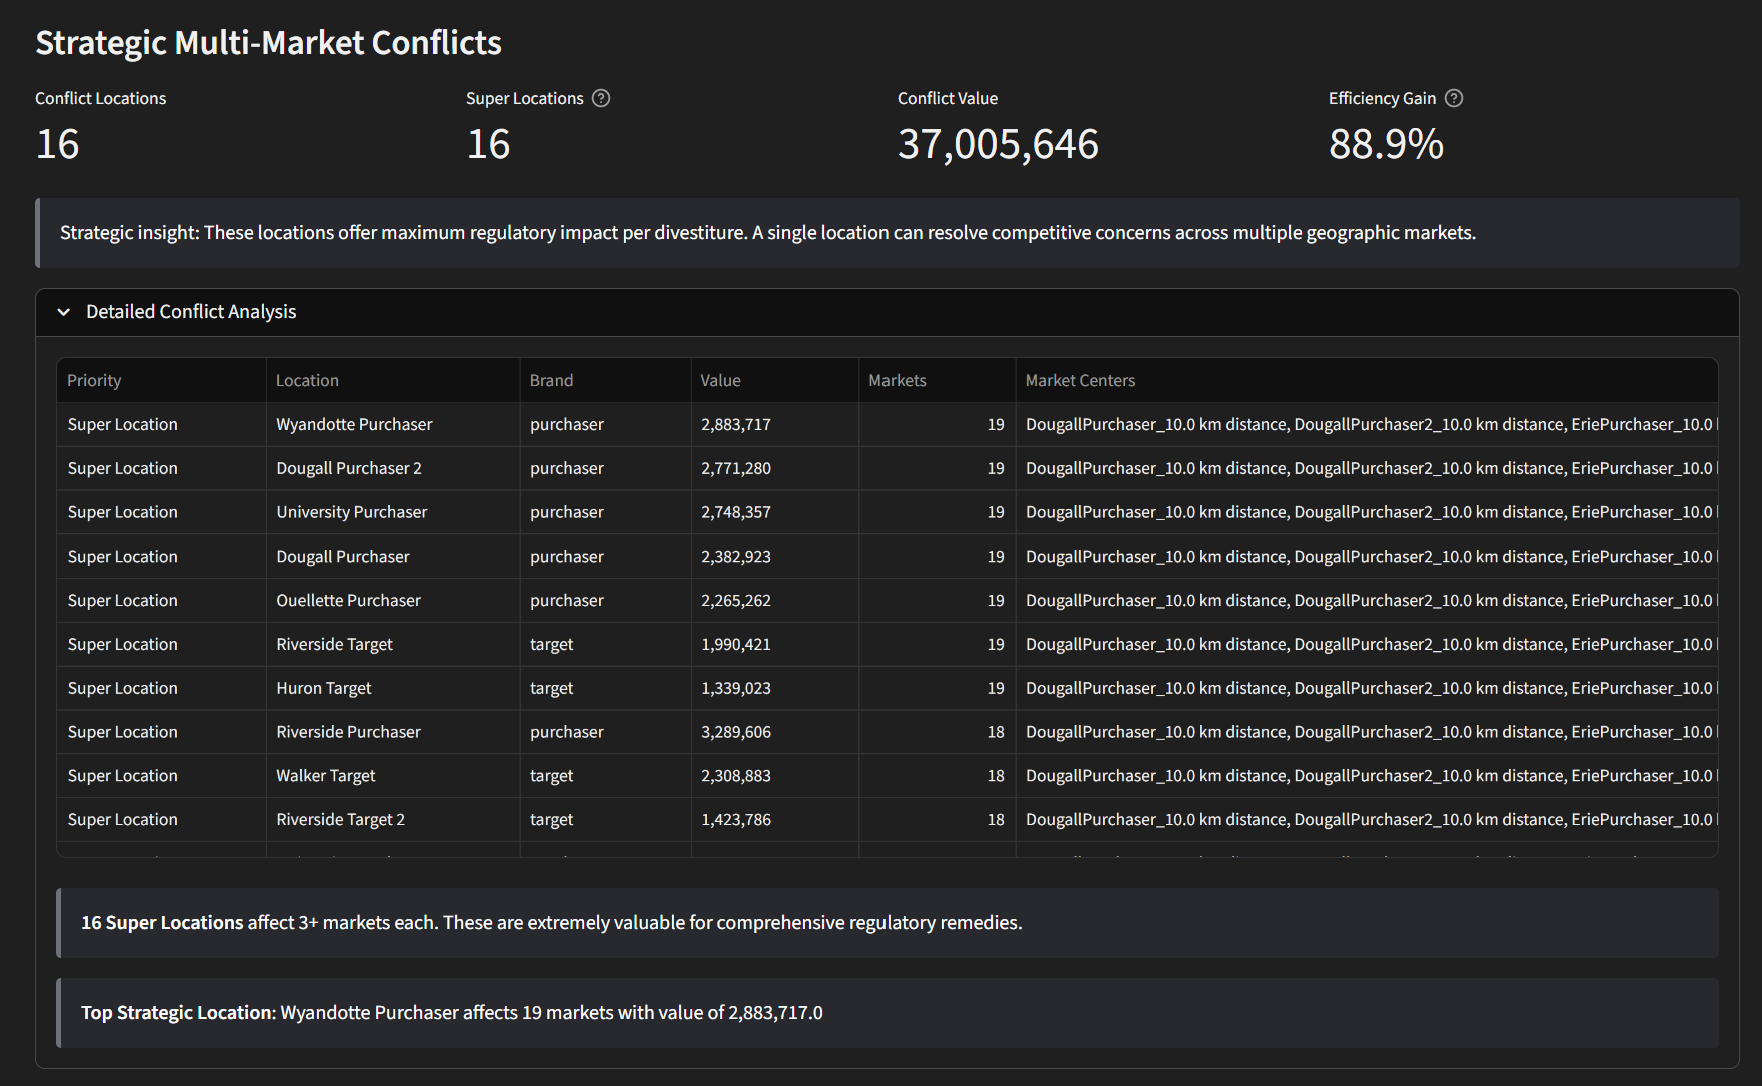 Strategic Multi-Market Conflicts
Conflict Locations
Super Locations
Conflict Value
Efficiency Gain
16
16
37,005,646
88.9%
Strategic insight: These locations offer maximum regulatory impact per divestiture. A single location can resolve competitive concerns across multiple geographic markets.
Detailed Conflict Analysis
Priority Location Brand Value Markets Market Centers
Super Location Wyandotte Purchaser purchaser 2,883,717 19 DougallPurchaser_10.0 km distance, DougallPurchaser2_10.0 km distance, EriePurchaser_10.0
Super Location Dougall Purchaser 2 purchaser 2,771,280 19 DougallPurchaser_10.0 km distance, DougallPurchaser2_10.0 km distance, EriePurchaser_10.0
Super Location University Purchaser purchaser 2,748,357 19 DougallPurchaser_10.0 km distance, DougallPurchaser2_10.0 km distance, EriePurchaser_10.0
Super Location Dougall Purchaser purchaser 2,382,923 19 DougallPurchaser_10.0 km distance, DougallPurchaser2_10.0 km distance, EriePurchaser_10.0
Super Location Ouellette Purchaser purchaser 2,265,262 19 DougallPurchaser_10.0 km distance, DougallPurchaser2_10.0 km distance, EriePurchaser_10.0
Super Location Riverside Target target 1,990,421 19 DougallPurchaser_10.0 km distance, DougallPurchaser2_10.0 km distance, EriePurchaser_10.0
Super Location Huron Target target 1,339,023 19 DougallPurchaser_10.0 km distance, DougallPurchaser2_10.0 km distance, EriePurchaser_10.0
Super Location Riverside Purchaser purchaser 3,289,606 18 DougallPurchaser_10.0 km distance, DougallPurchaser2_10.0 km distance, EriePurchaser_10.0
Super Location Walker Target target 2,308,883 18 DougallPurchaser_10.0 km distance, DougallPurchaser2_10.0 km distance, EriePurchaser_10.0
Super Location Riverside Target 2 target 1,423,786 18 DougallPurchaser_10.0 km distance, DougallPurchaser2_10.0 km distance, EriePurchaser_10.0
16 Super Locations affect 3+ markets each. These are extremely valuable for comprehensive regulatory remedies.
Top Strategic Location: Wyandotte Purchaser affects 19 markets with value of 2,883,717.0